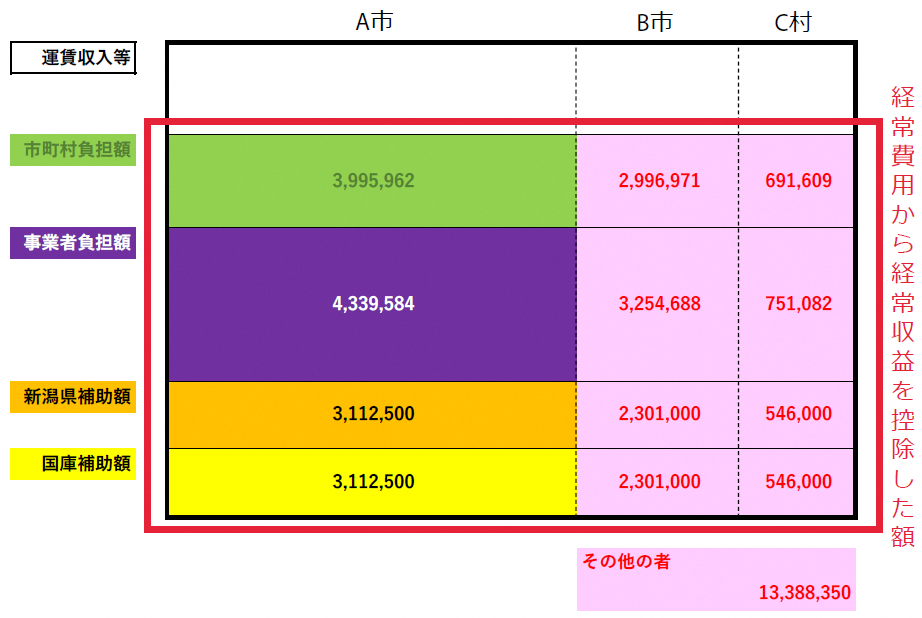 A市 B市 C村
運賃収入等
市町村負担額 3,995,962 2,996,971 691,609
事業者負担額 4,339,584 3,254,688 751,082
新潟県補助額 3,112,500 2,301,000 546,000
国庫補助額 3,112,500 2,301,000 546,000
経常費用から経常収益を控除した額
その他の者
13,388,350